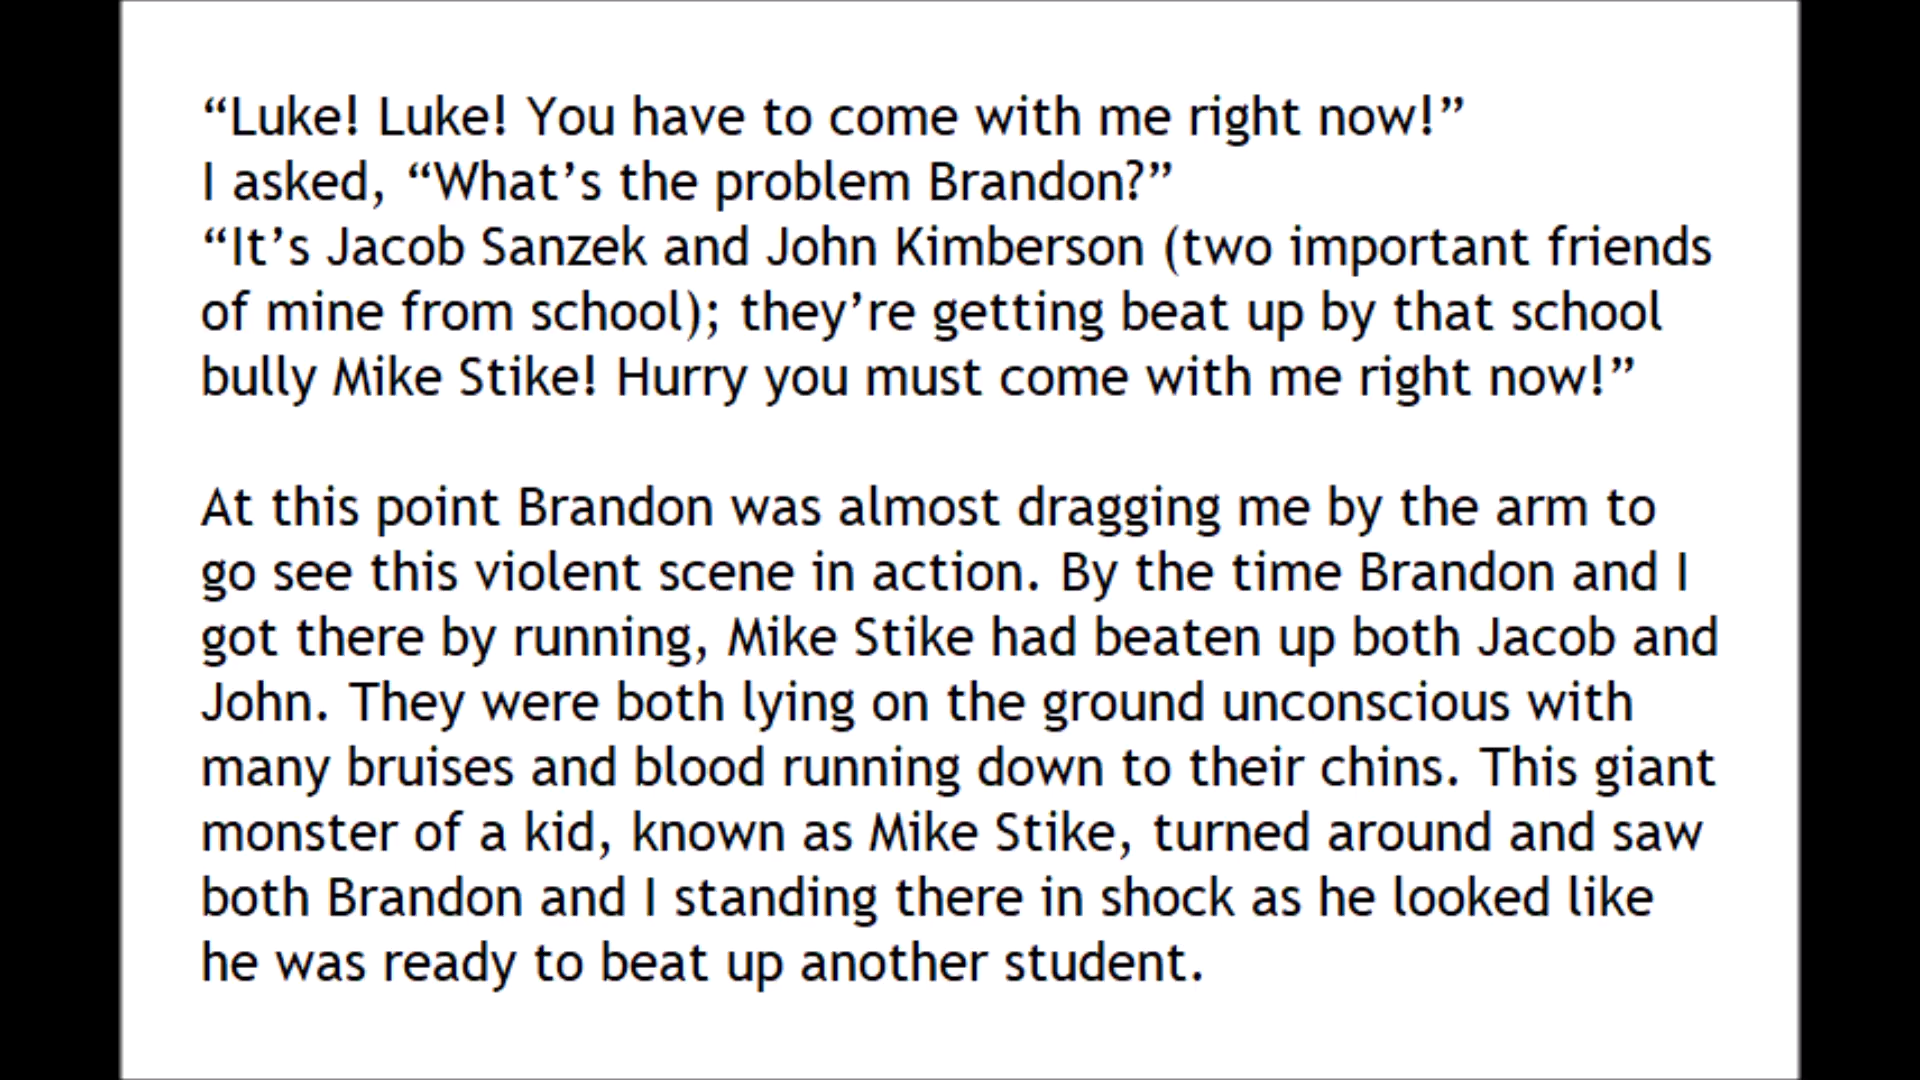 “Luke! Luke! You have to come with me right now!”
I asked, “What’s the problem Brandon?”
“It’s Jacob Sanzek and John Kimberson (two important friends
of mine from school); they’re getting beat up by that school
bully Mike Stike! Hurry you must come with me right now!”
At this point Brandon was almost dragging me by the arm to
go see this violent scene in action. By the time Brandon and I
got there by running, Mike Stike had beaten up both Jacob and
John. They were both lying on the ground unconscious with
many bruises and blood running down to their chins. This giant
monster of a kid, known as Mike Stike, turned around and saw
both Brandon and I standing there in shock as he looked like
he was ready to beat up another student.